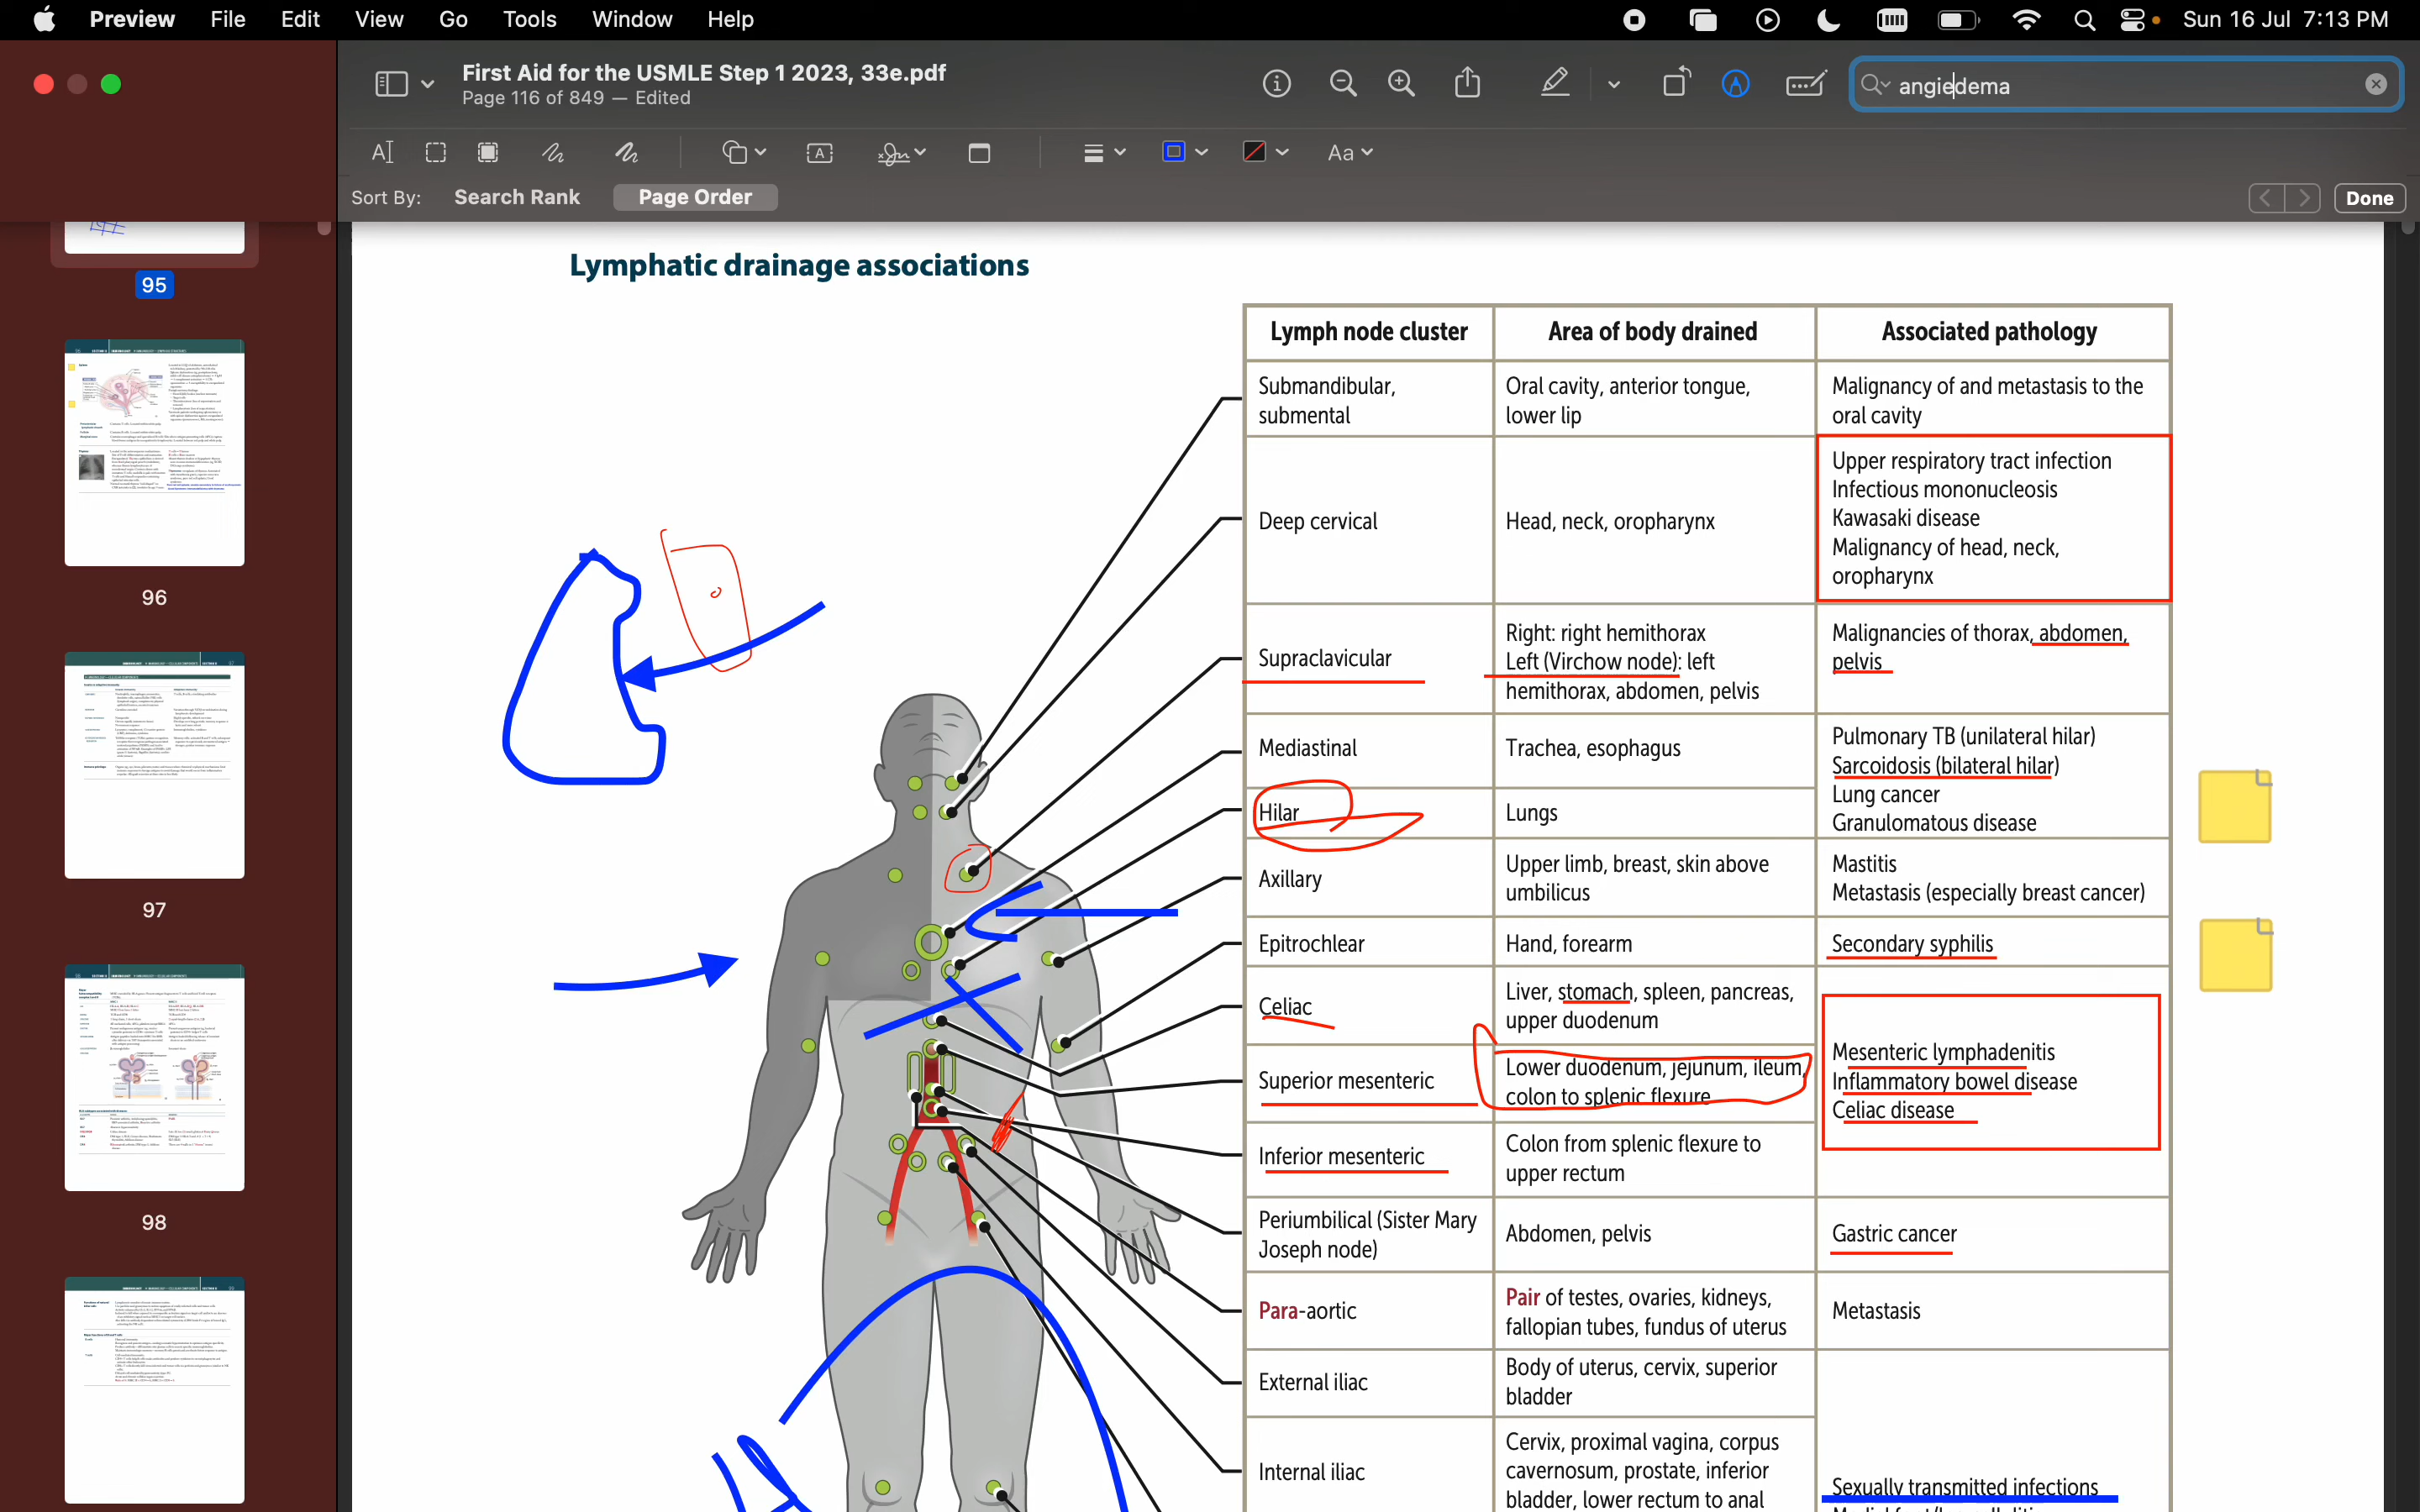 Preview File Edit View Go Tools Window Help Sun 16 Jul 7:13 PM
First Aid for the USMLE Step 1 2023, 33e.pdf
Page 116 of 849 — Edited
angiedema
Aa
Sort By: Search Rank Page Order Done
95
96
97
98
Lymphatic drainage associations
Lymph node cluster Area of body drained Associated pathology
Submandibular, submental
Oral cavity, anterior tongue, lower lip
Malignancy of and metastasis to the oral cavity
Deep cervical
Head, neck, oropharynx
Upper respiratory tract infection
Infectious mononucleosis
Kawasaki disease
Malignancy of head, neck, oropharynx
Supraclavicular
Right: right hemithorax
Left (Virchow node): left hemithorax, abdomen, pelvis
Malignancies of thorax, abdomen, pelvis
Mediastinal
Trachea, esophagus
Pulmonary TB (unilateral hilar)
Sarcoidosis (bilateral hilar)
Lung cancer
Granulomatous disease
Hilar
Lungs
Axillary
Upper limb, breast, skin above umbilicus
Mastitis
Metastasis (especially breast cancer)
Epitrochlear
Hand, forearm
Secondary syphilis
Celiac
Liver, stomach, spleen, pancreas, upper duodenum
Mesenteric lymphadenitis
Inflammatory bowel disease
Celiac disease
Superior mesenteric
Lower duodenum, jejunum, ileum, colon to splenic flexure
Inferior mesenteric
Colon from splenic flexure to upper rectum
Periumbilical (Sister Mary Joseph node)
Abdomen, pelvis
Gastric cancer
Para-aortic
Pair of testes, ovaries, kidneys, fallopian tubes, fundus of uterus
Metastasis
External iliac
Body of uterus, cervix, superior bladder
Internal iliac
Cervix, proximal vagina, corpus cavernosum, prostate, inferior bladder, lower rectum to anal
Sexually transmitted infections